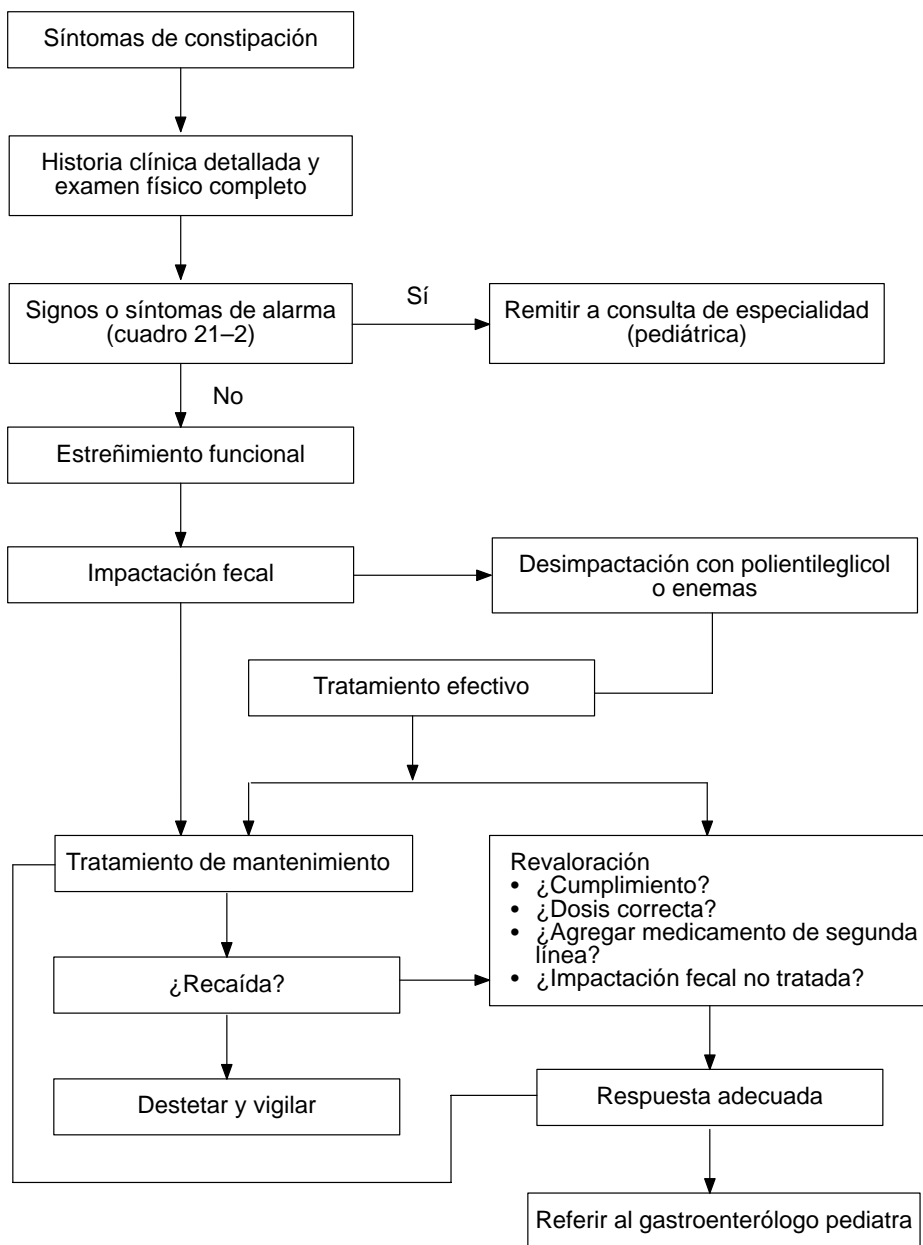 Síntomas de constipación
Historia clínica detallada y
examen físico completo
Signos o síntomas de alarma
(cuadro 21–2)
Sí
Remitir a consulta de especialidad
(pediátrica)
No
Estreñimiento funcional
Impactación fecal
Desimpactación con polientileglicol
o enemas
Tratamiento efectivo
Tratamiento de mantenimiento
Revaloración
• ¿Cumplimiento?
• ¿Dosis correcta?
• ¿Agregar medicamento de segunda
línea?
• ¿Impactación fecal no tratada?
¿Recaída?
Destetar y vigilar
Respuesta adecuada
Referir al gastroenterólogo pediatra